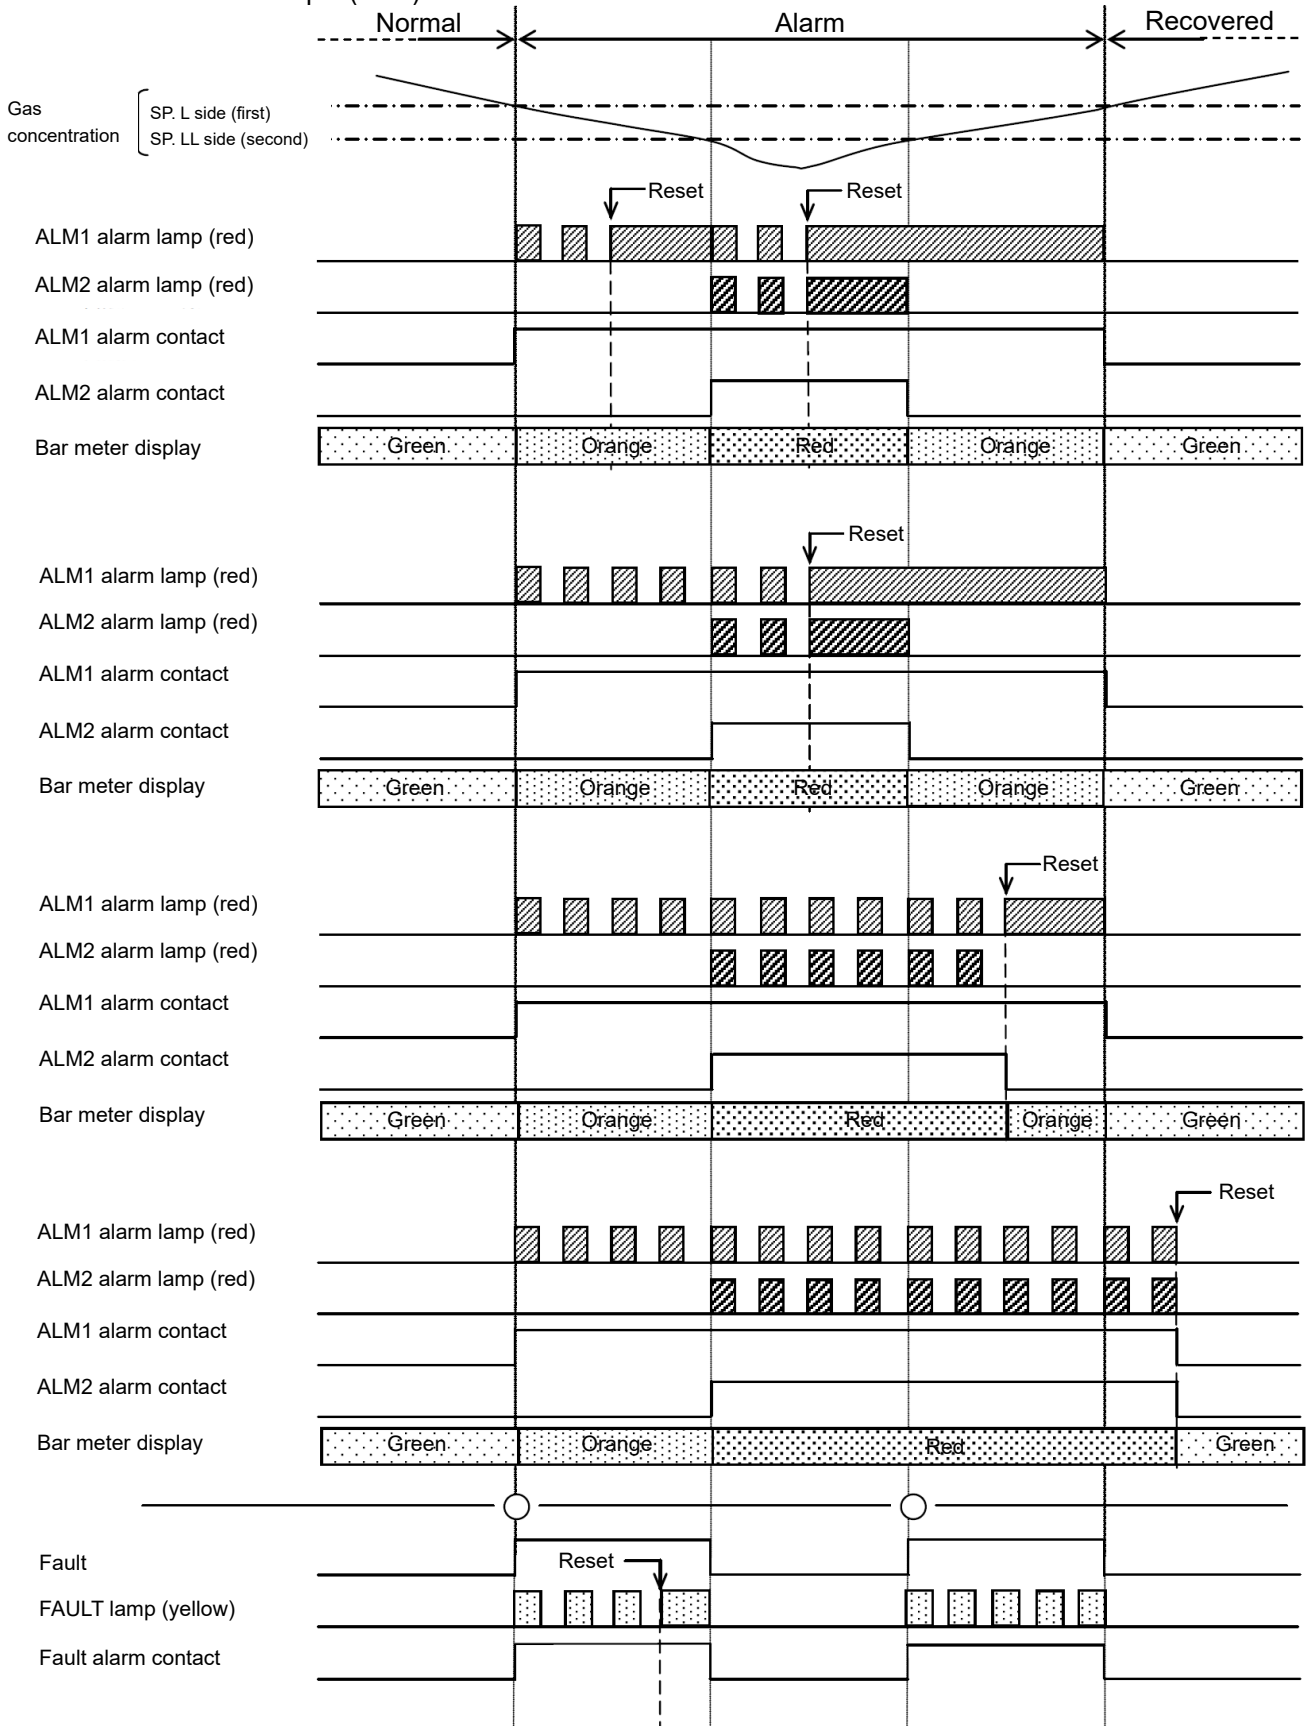 Normal Alarm Recovered
Gas
concentration
SP. L side (first)
SP. LL side (second)
Reset Reset
ALM1 alarm lamp (red)
ALM2 alarm lamp (red)
ALM1 alarm contact
ALM2 alarm contact
Bar meter display Green Orange Red Orange Green
Reset
ALM1 alarm lamp (red)
ALM2 alarm lamp (red)
ALM1 alarm contact
ALM2 alarm contact
Bar meter display Green Orange Red Orange Green
Reset
ALM1 alarm lamp (red)
ALM2 alarm lamp (red)
ALM1 alarm contact
ALM2 alarm contact
Bar meter display Green Orange Red Orange Green
Reset
ALM1 alarm lamp (red)
ALM2 alarm lamp (red)
ALM1 alarm contact
ALM2 alarm contact
Bar meter display Green Orange Red Green
Fault Reset
FAULT lamp (yellow)
Fault alarm contact